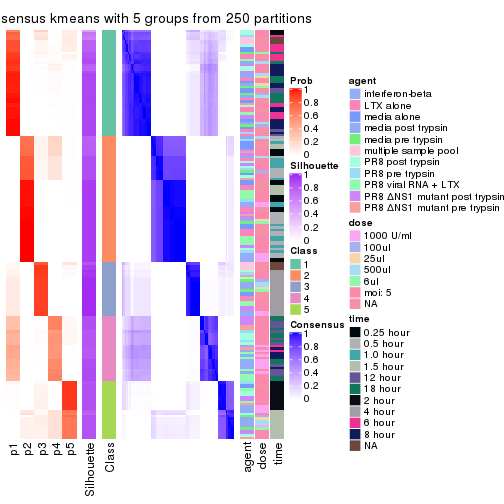 sensus kmeans with 5 groups from 250 partitions
Prob
1
0.8
0.6
0.4
0.2
0
Silhouette
1
0.8
0.6
0.4
0.2
0
Class
1
2
3
4
5
Consensus
1
0.8
0.6
0.4
0.2
0
agent
interferon-beta
LTX alone
media alone
media post trypsin
media pre trypsin
multiple sample pool
PR8 post trypsin
PR8 pre trypsin
PR8 viral RNA + LTX
PR8 ΔNS1 mutant post trypsin
PR8 ΔNS1 mutant pre trypsin
dose
1000 U/ml
100ul
25ul
500ul
6ul
moi: 5
NA
time
0.25 hour
0.5 hour
1.0 hour
1.5 hour
12 hour
18 hour
2 hour
4 hour
6 hour
8 hour
NA
p1
p2
p3
p4
p5
Silhouette
Class
agent
dose
time